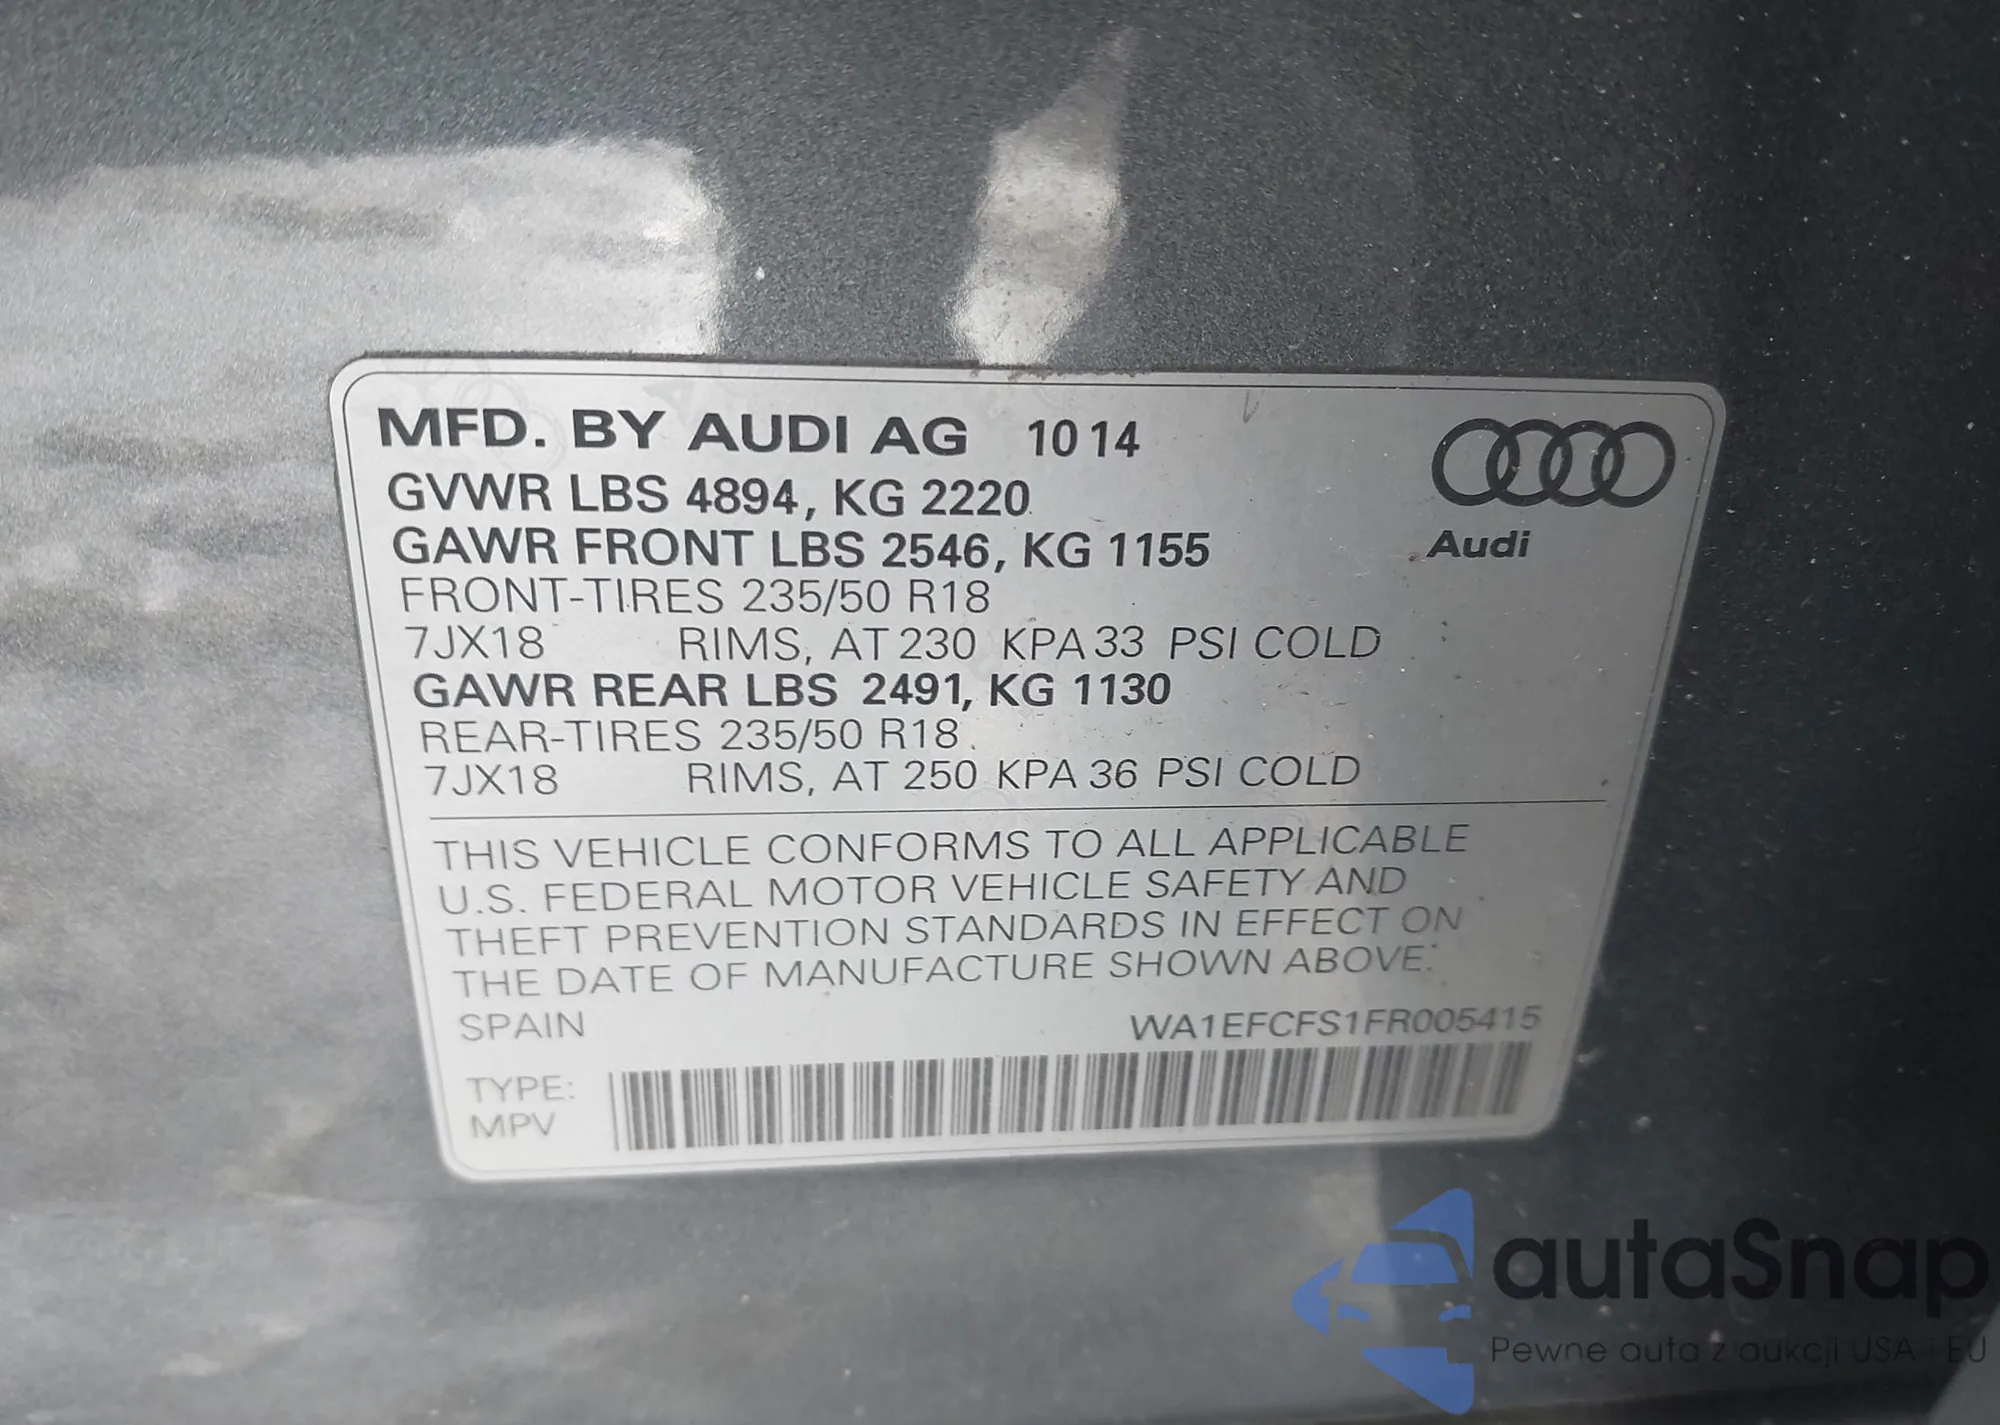 MFD. BY AUDI AG 10 14
GVWR LBS 4894, KG 2220
GAWR FRONT LBS 2546, KG 1155
Audi
FRONT-TIRES 235/50 R18
7JX18 RIMS, AT 230 KPA 33 PSI COLD
GAWR REAR LBS 2491, KG 1130
REAR-TIRES 235/50 R18
7JX18 RIMS, AT 250 KPA 36 PSI COLD
THIS VEHICLE CONFORMS TO ALL APPLICABLE
U.S. FEDERAL MOTOR VEHICLE SAFETY AND
THEFT PREVENTION STANDARDS IN EFFECT ON
THE DATE OF MANUFACTURE SHOWN ABOVE.
SPAIN WA1EFCFS1FR005415
TYPE:
MPV
autaSnap
Pewne auta z aukcji USA i EU